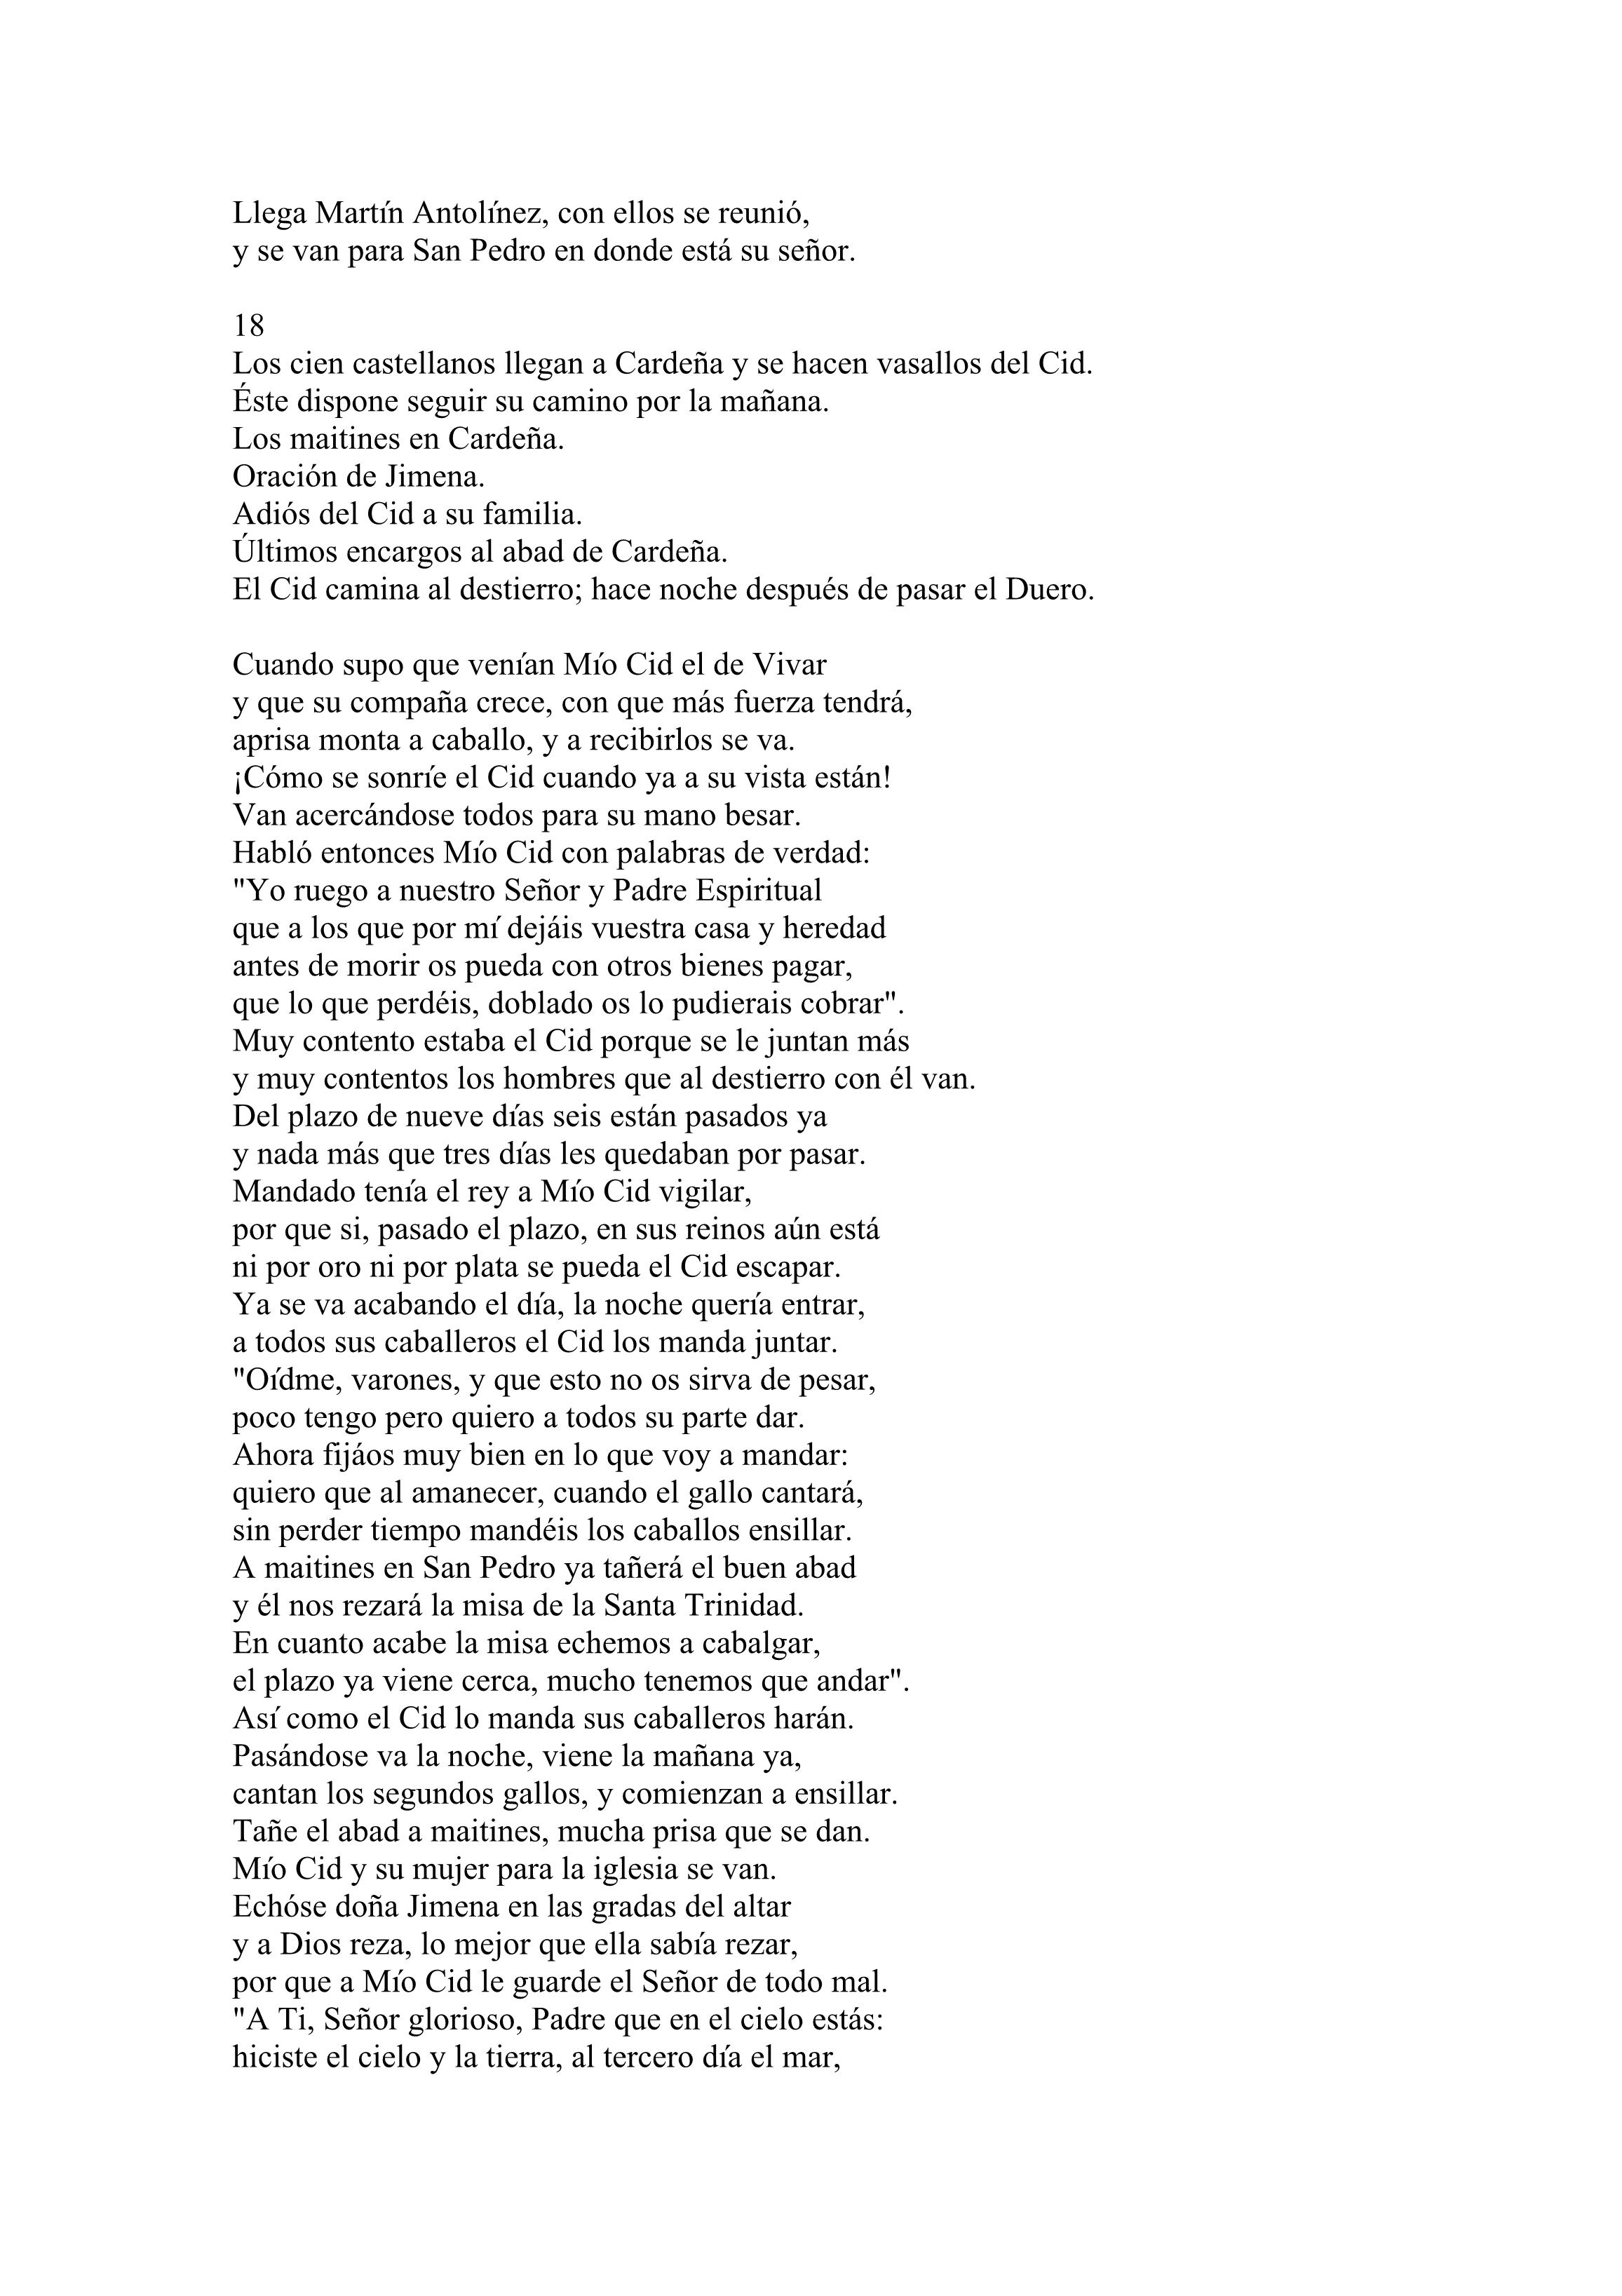 Llega Martín Antolínez, con ellos se reunió,
y se van para San Pedro en donde está su señor.

18
Los cien castellanos llegan a Cardeña y se hacen vasallos del Cid.
Éste dispone seguir su camino por la mañana.
Los maitines en Cardeña.
Oración de Jimena.
Adiós del Cid a su familia.
Últimos encargos al abad de Cardeña.
El Cid camina al destierro; hace noche después de pasar el Duero.

Cuando supo que venían Mío Cid el de Vivar
y que su compaña crece, con que más fuerza tendrá,
aprisa monta a caballo, y a recibirlos se va.
¡Cómo se sonríe el Cid cuando ya a su vista están!
Van acercándose todos para su mano besar.
Habló entonces Mío Cid con palabras de verdad:
"Yo ruego a nuestro Señor y Padre Espiritual
que a los que por mí dejáis vuestra casa y heredad
antes de morir os pueda con otros bienes pagar,
que lo que perdéis, doblado os lo pudierais cobrar".
Muy contento estaba el Cid porque se le juntan más
y muy contentos los hombres que al destierro con él van.
Del plazo de nueve días seis están pasados ya
y nada más que tres días les quedaban por pasar.
Mandado tenía el rey a Mío Cid vigilar,
por que si, pasado el plazo, en sus reinos aún está
ni por oro ni por plata se pueda el Cid escapar.
Ya se va acabando el día, la noche quería entrar,
a todos sus caballeros el Cid los manda juntar.
"Oídme, varones, y que esto no os sirva de pesar,
poco tengo pero quiero a todos su parte dar.
Ahora fijáos muy bien en lo que voy a mandar:
quiero que al amanecer, cuando el gallo cantará,
sin perder tiempo mandéis los caballos ensillar.
A maitines en San Pedro ya tañerá el buen abad
y él nos rezará la misa de la Santa Trinidad.
En cuanto acabe la misa echemos a cabalgar,
el plazo ya viene cerca, mucho tenemos que andar".
Así como el Cid lo manda sus caballeros harán.
Pasándose va la noche, viene la mañana ya,
cantan los segundos gallos, y comienzan a ensillar.
Tañe el abad a maitines, mucha prisa que se dan.
Mío Cid y su mujer para la iglesia se van.
Echóse doña Jimena en las gradas del altar
y a Dios reza, lo mejor que ella sabía rezar,
por que a Mío Cid le guarde el Señor de todo mal.
"A Ti, Señor glorioso, Padre que en el cielo estás:
hiciste el cielo y la tierra, al tercero día el mar,